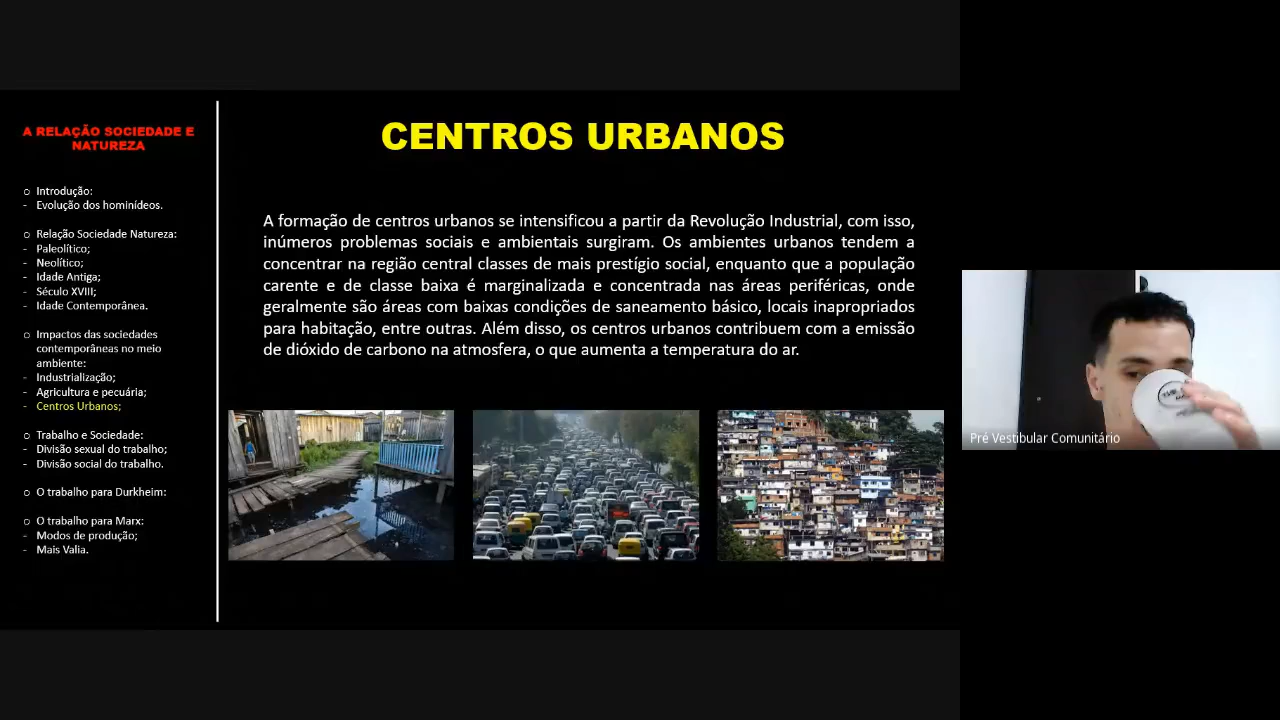 A RELAÇÃO SOCIEDADE E
NATUREZA
o Introdução:
- Evolução dos hominídeos.
o Relação Sociedade Natureza:
- Paleolítico;
- Neolítico;
- Idade Antiga;
- Século XVIII;
- Idade Contemporânea.
o Impactos das sociedades
contemporâneas no meio
ambiente:
- Industrialização;
- Agricultura e pecuária;
- Centros Urbanos;
o Trabalho e Sociedade:
- Divisão sexual do trabalho;
- Divisão social do trabalho.
o O trabalho para Durkheim:
o O trabalho para Marx:
- Modos de produção;
- Mais Valia.
CENTROS URBANOS
A formação de centros urbanos se intensificou a partir da Revolução Industrial, com isso,
inúmeros problemas sociais e ambientais surgiram. Os ambientes urbanos tendem a
concentrar na região central classes de mais prestígio social, enquanto que a população
carente e de classe baixa é marginalizada e concentrada nas áreas periféricas, onde
geralmente são áreas com baixas condições de saneamento básico, locais inapropriados
para habitação, entre outras. Além disso, os centros urbanos contribuem com a emissão
de dióxido de carbono na atmosfera, o que aumenta a temperatura do ar.
Pré Vestibular Comunitário